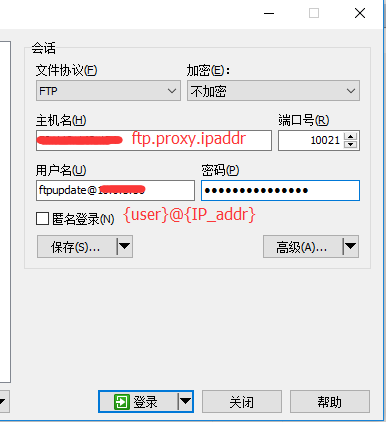 会话
文件协议(F) 加密(E)：
FTP 不加密
主机名(H) 端口号(R)
ftp.proxy.ipaddr 10021
用户名(U) 密码(P)
ftpupdate@
匿名登录(N) {user}@{IP_addr}
保存(S)... 高级(A)...
登录 关闭 帮助